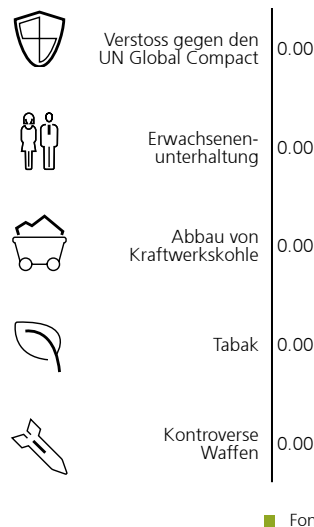 Verstoss gegen den
UN Global Compact
0.00
Erwachsenen-
unterhaltung
0.00
Abbau von
Kraftwerkskohle
0.00
Tabak
0.00
Kontroverse
Waffen
0.00